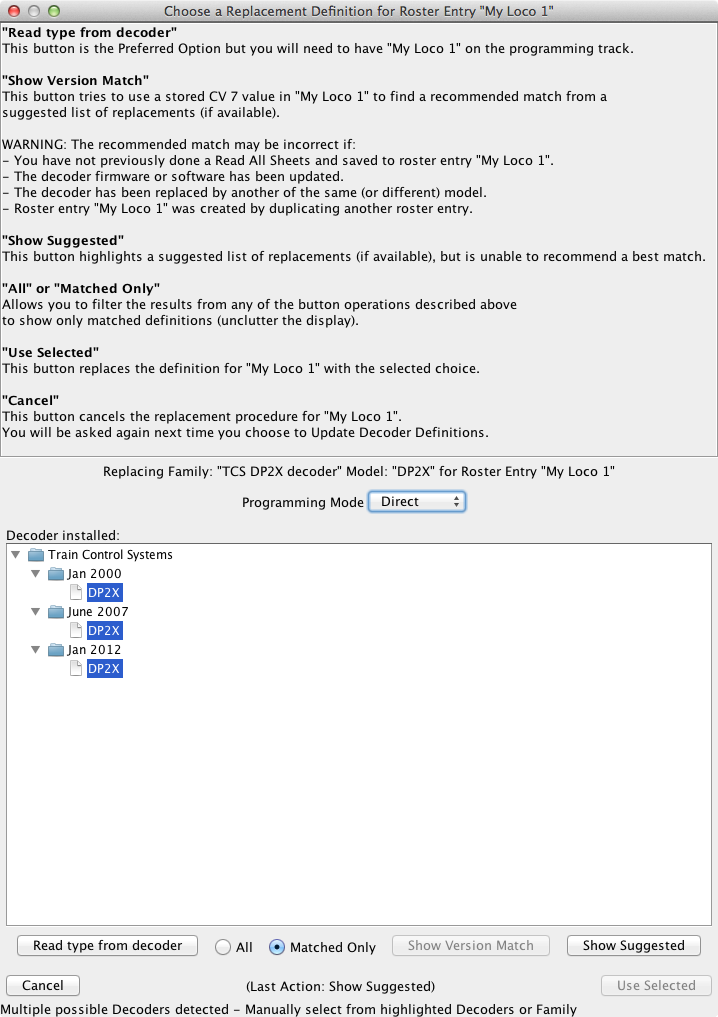 Choose a Replacement Definition for Roster Entry "My Loco 1"
"Read type from decoder"
This button is the Preferred Option but you will need to have "My Loco 1" on the programming track.
"Show Version Match"
This button tries to use a stored CV 7 value in "My Loco 1" to find a recommended match from a
suggested list of replacements (if available).
WARNING: The recommended match may be incorrect if:
- You have not previously done a Read All Sheets and saved to roster entry "My Loco 1".
- The decoder firmware or software has been updated.
- The decoder has been replaced by another of the same (or different) model.
- Roster entry "My Loco 1" was created by duplicating another roster entry.
"Show Suggested"
This button highlights a suggested list of replacements (if available), but is unable to recommend a best match.
"All" or "Matched Only"
Allows you to filter the results from any of the button operations described above
to show only matched definitions (unclutter the display).
"Use Selected"
This button replaces the definition for "My Loco 1" with the selected choice.
"Cancel"
This button cancels the replacement procedure for "My Loco 1".
You will be asked again next time you choose to Update Decoder Definitions.
Replacing Family: "TCS DP2X decoder" Model: "DP2X" for Roster Entry "My Loco 1"
Programming Mode Direct
Decoder installed:
Train Control Systems
Jan 2000
DP2X
June 2007
DP2X
Jan 2012
DP2X
Read type from decoder All Matched Only Show Version Match Show Suggested
Cancel (Last Action: Show Suggested) Use Selected
Multiple possible Decoders detected - Manually select from highlighted Decoders or Family